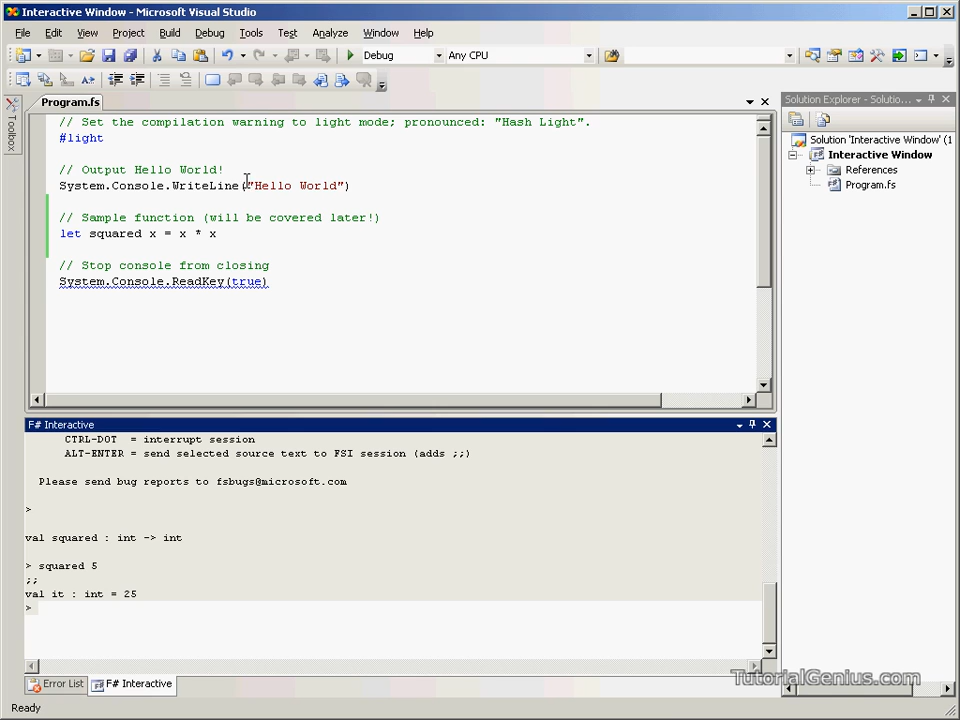 Interactive Window - Microsoft Visual Studio
File Edit View Project Build Debug Tools Test Analyze Window Help
Debug Any CPU
Program.fs
Toolbox
// Set the compilation warning to light mode; pronounced: "Hash Light".
#light
// Output Hello World!
System.Console.WriteLine("Hello World")
// Sample function (will be covered later!)
let squared x = x * x
// Stop console from closing
System.Console.ReadKey(true)
Solution Explorer - Solutio...
Solution 'Interactive Window' (1
Interactive Window
References
Program.fs
F# Interactive
CTRL-DOT = interrupt session
ALT-ENTER = send selected source text to FSI session (adds ;;)
Please send bug reports to fsbugs@microsoft.com
>
val squared : int -> int
> squared 5
;;
val it : int = 25
>
Error List F# Interactive
TutorialGenius.com
Ready